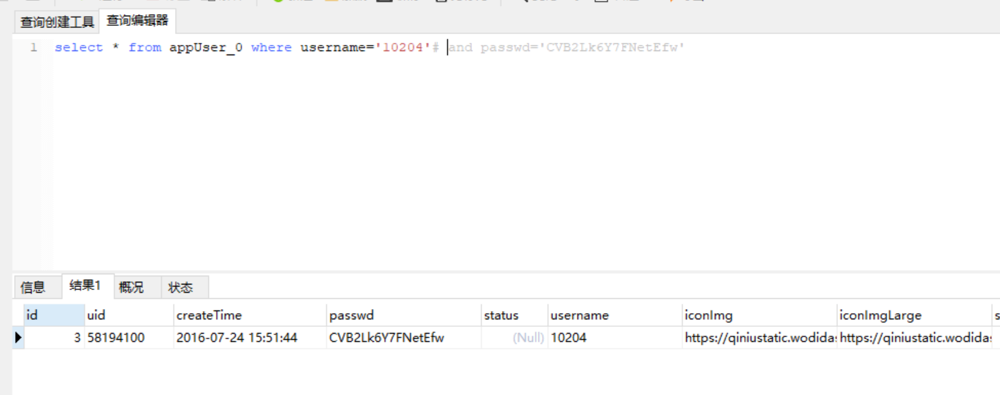 查询创建工具 查询编辑器
1 select * from appUser_0 where username='10204'# and passwd='CVB2Lk6Y7FNetEfw'
信息 结果1 概况 状态
id uid createTime passwd status username iconImg iconImgLarge s
3 58194100 2016-07-24 15:51:44 CVB2Lk6Y7FNetEfw (Null) 10204 https://qiniustatic.wodida https://qiniustatic.wodida